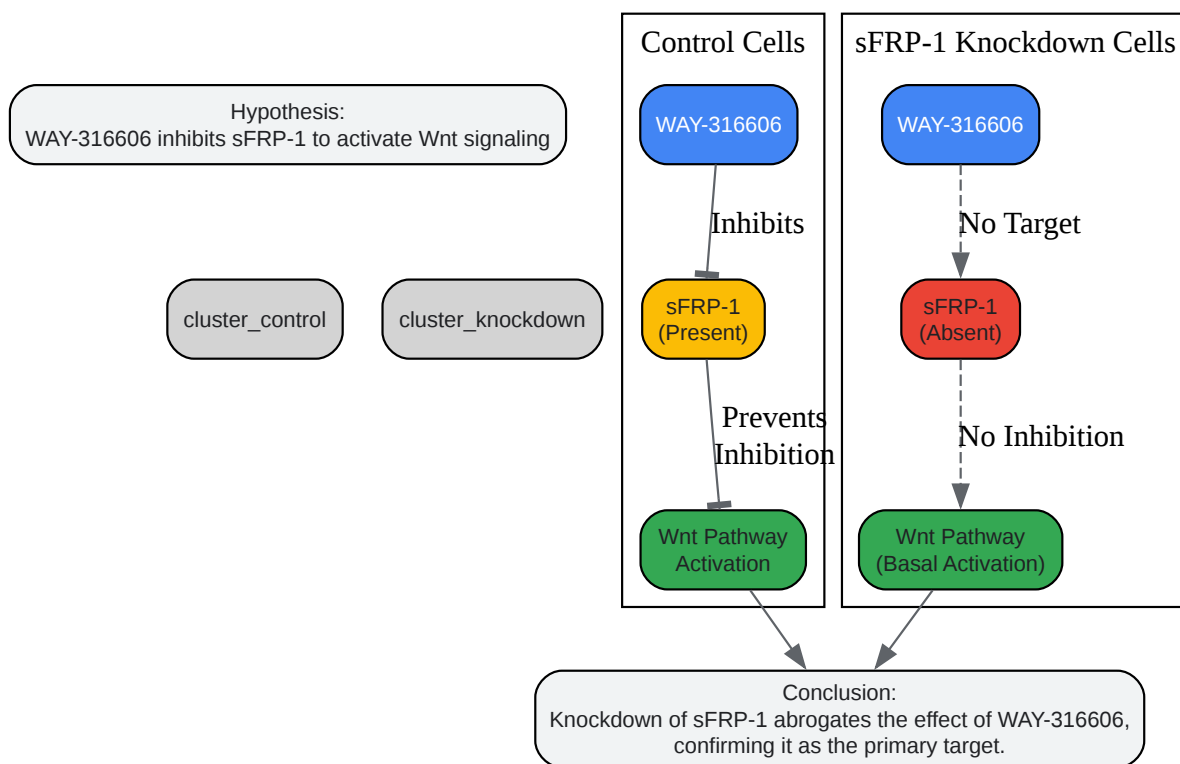 Control Cells
sFRP-1 Knockdown Cells
Hypothesis:
WAY-316606 inhibits sFRP-1 to activate Wnt signaling
WAY-316606
WAY-316606
Inhibits
No Target
cluster_control
cluster_knockdown
sFRP-1
(Present)
sFRP-1
(Absent)
Prevents
Inhibition
No Inhibition
Wnt Pathway
Activation
Wnt Pathway
(Basal Activation)
Conclusion:
Knockdown of sFRP-1 abrogates the effect of WAY-316606,
confirming it as the primary target.